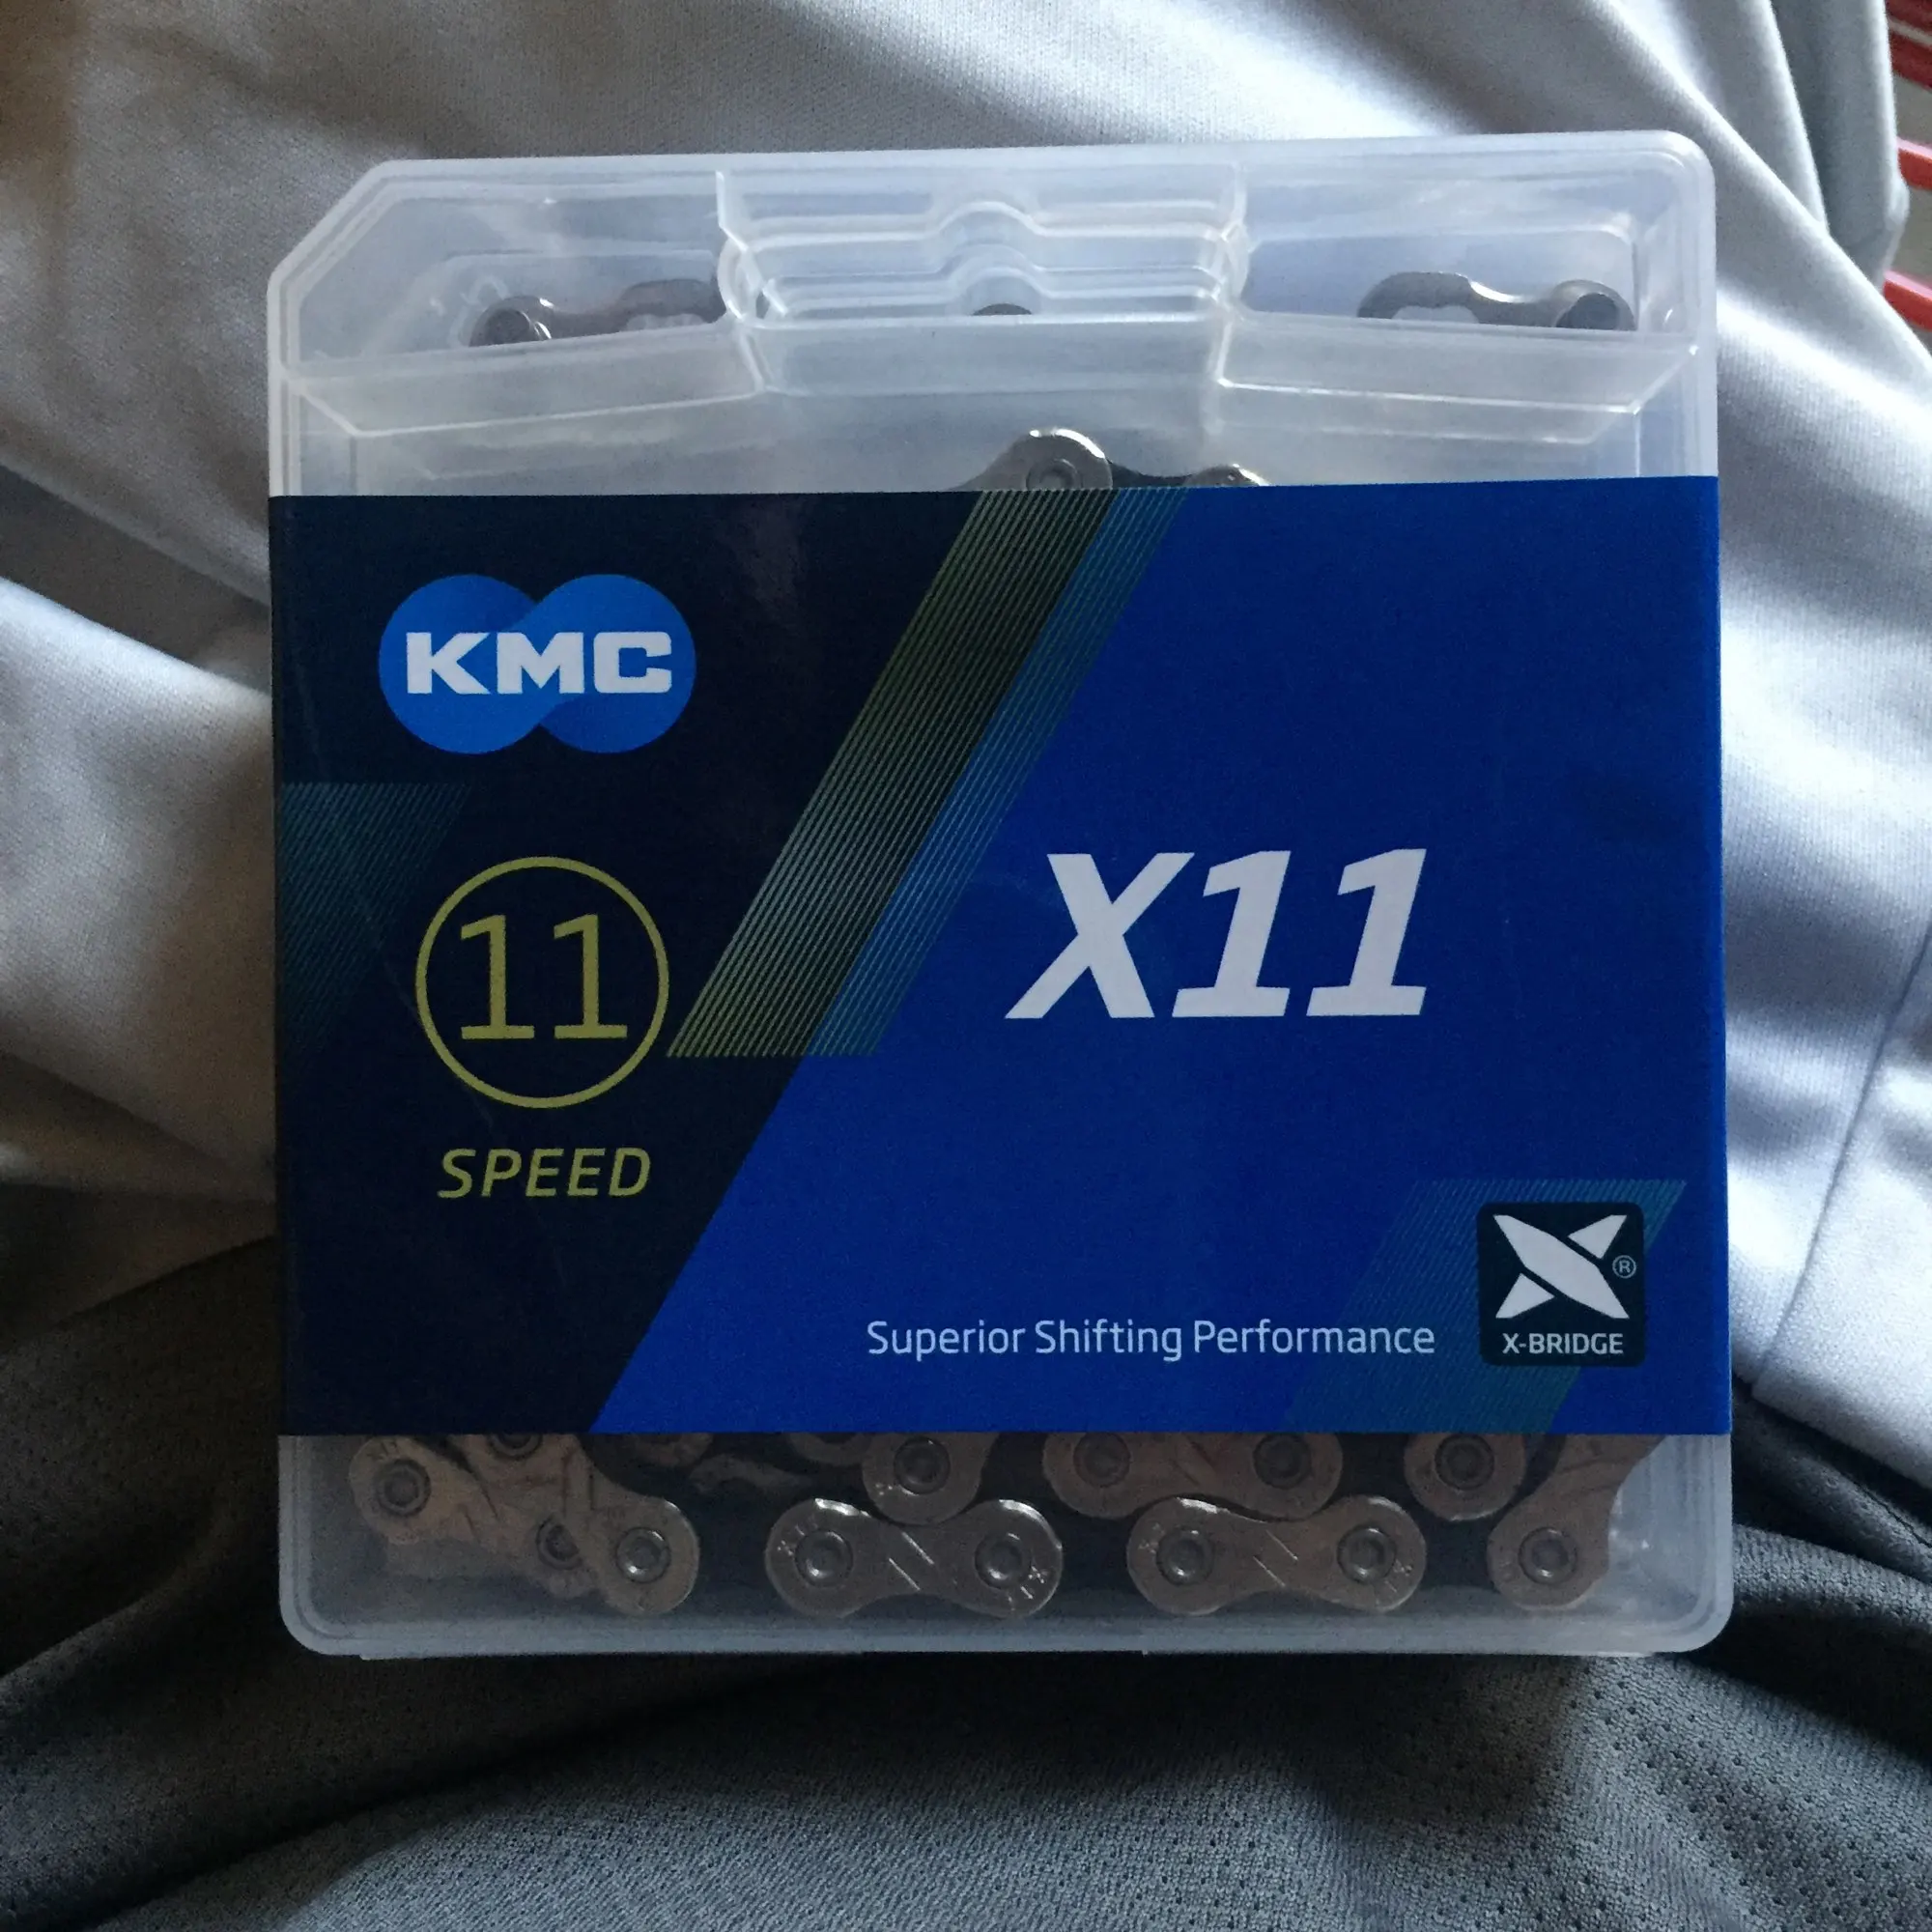 KMC
11
SPEED
X11
Superior Shifting Performance
®
X-BRIDGE